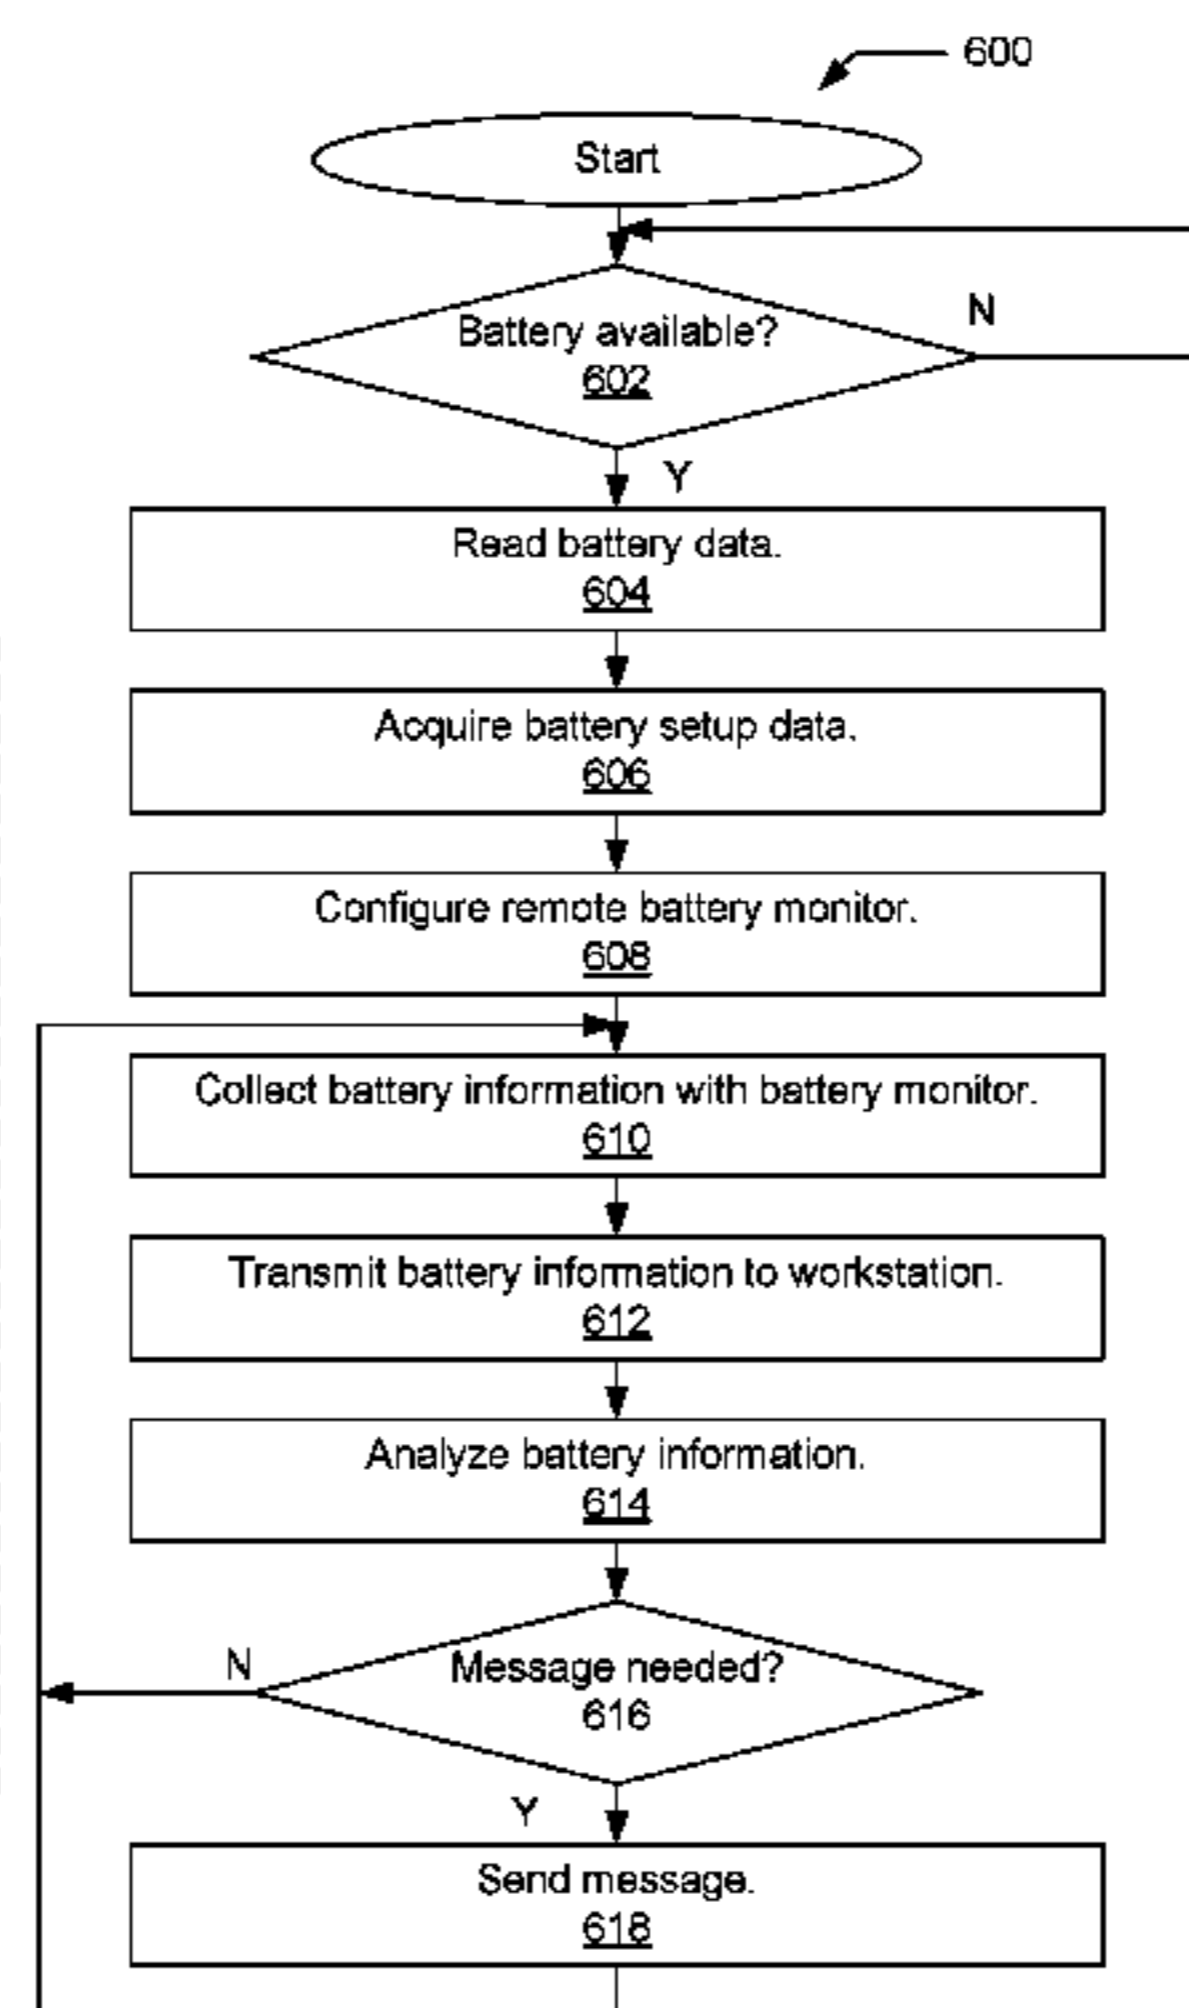 600
Start
Battery available?
602
N
Y
Read battery data.
604
Acquire battery setup data.
606
Configure remote battery monitor.
608
Collect battery information with battery monitor.
610
Transmit battery information to workstation.
612
Analyze battery information.
614
N
Message needed?
616
Y
Send message.
618